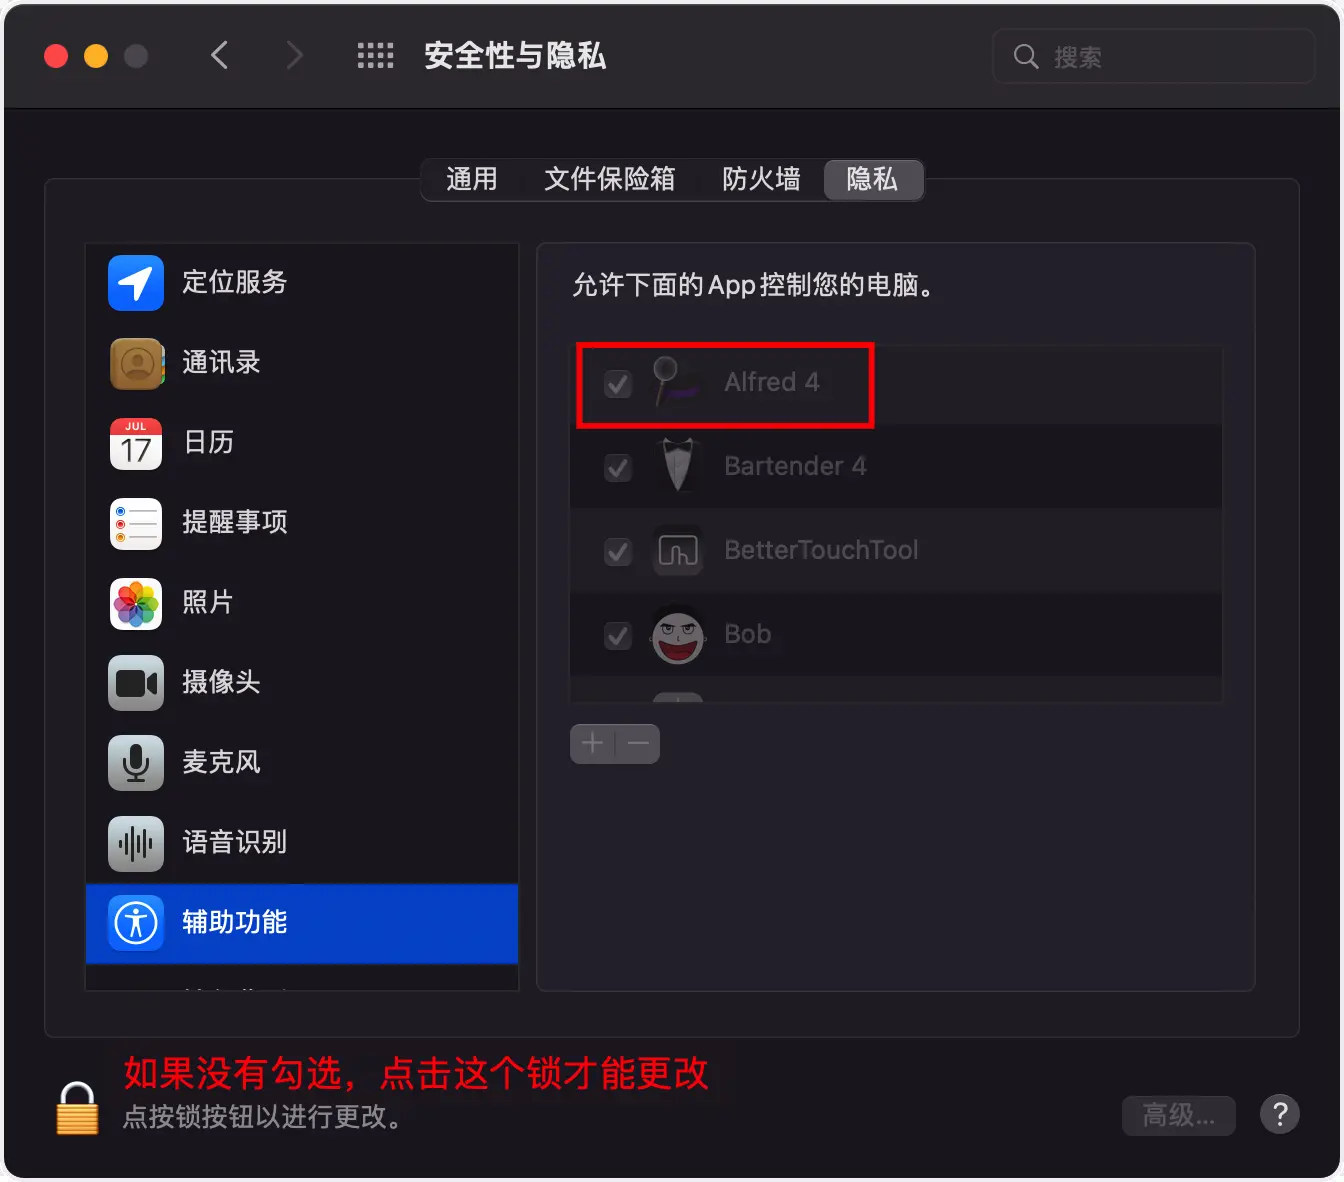 安全性与隐私
搜索
通用 文件保险箱 防火墙 隐私
定位服务
通讯录
JUL
17
日历
提醒事项
照片
摄像头
麦克风
语音识别
辅助功能
允许下面的App控制您的电脑。
Alfred 4
Bartender 4
BetterTouchTool
Bob
如果没有勾选，点击这个锁才能更改
点按锁按钮以进行更改。
高级...
?